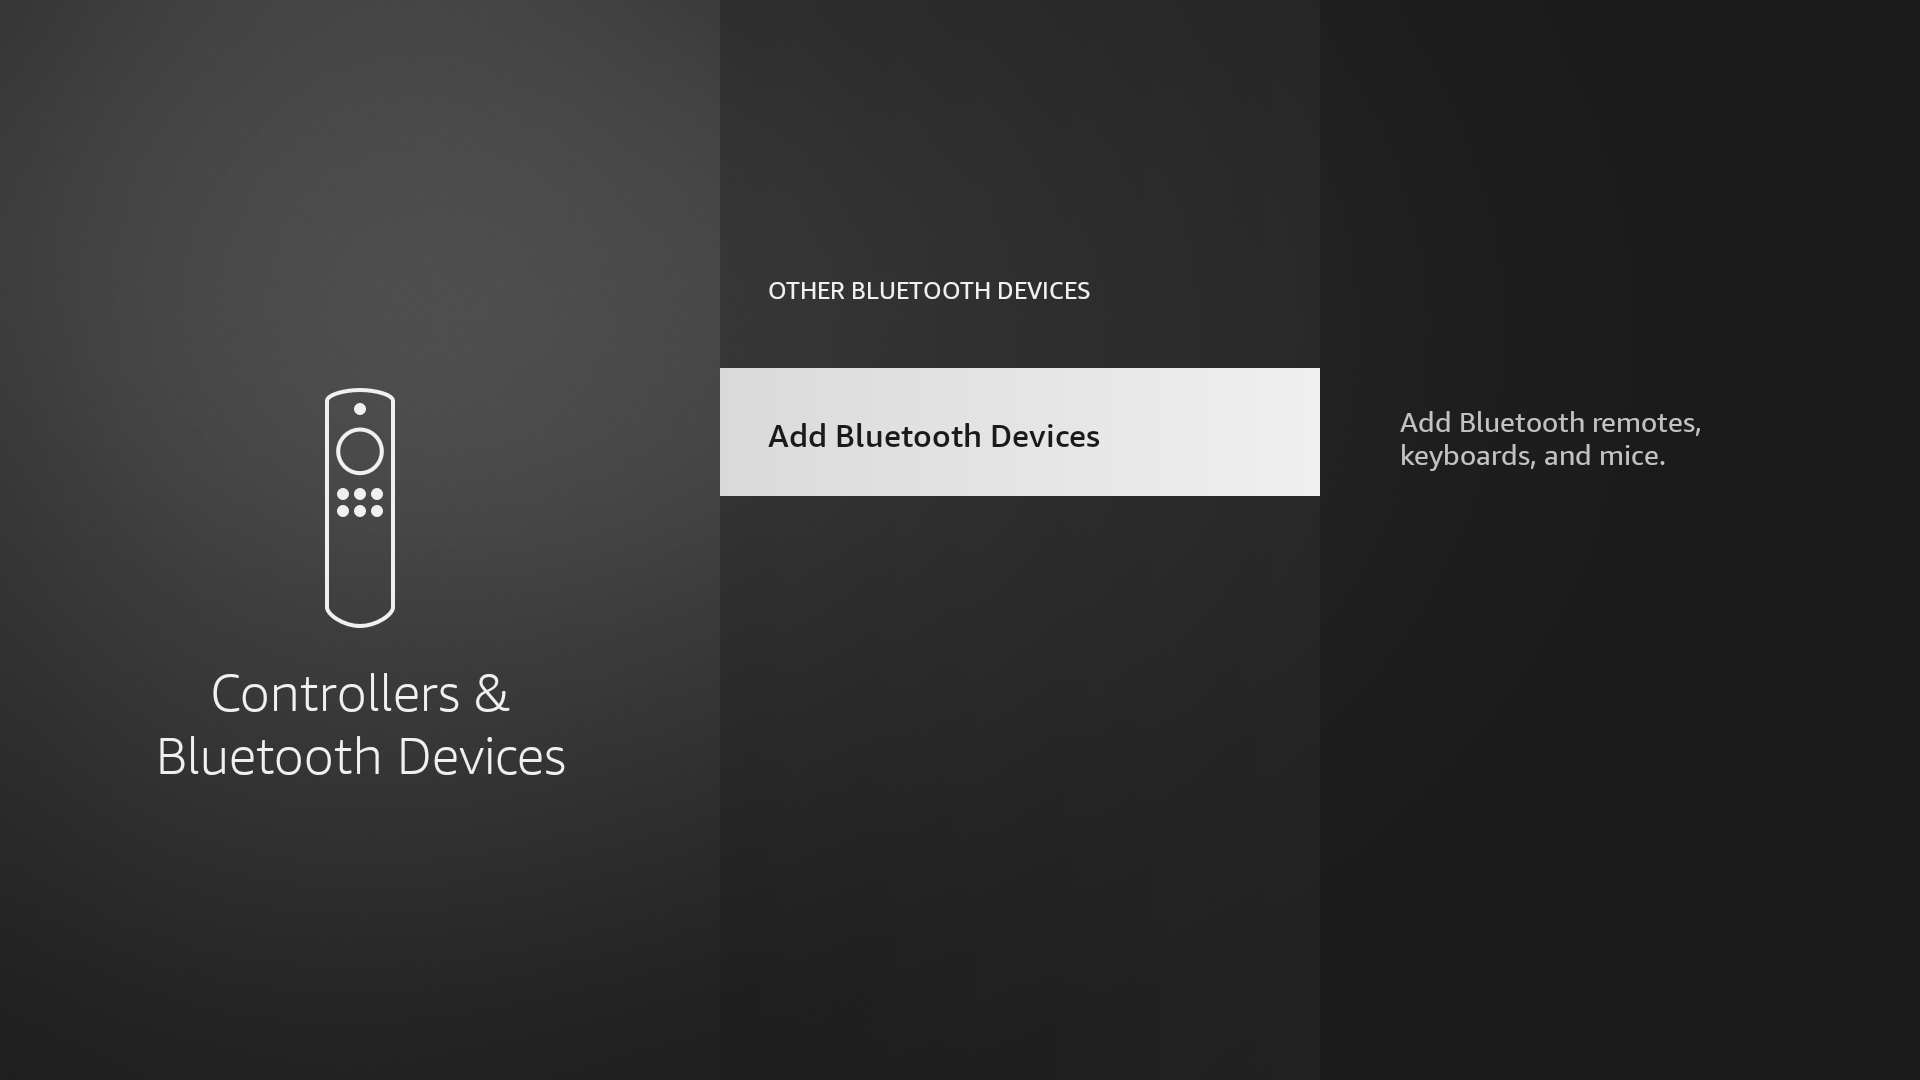 Controllers &
Bluetooth Devices
OTHER BLUETOOTH DEVICES
Add Bluetooth Devices
Add Bluetooth remotes,
keyboards, and mice.